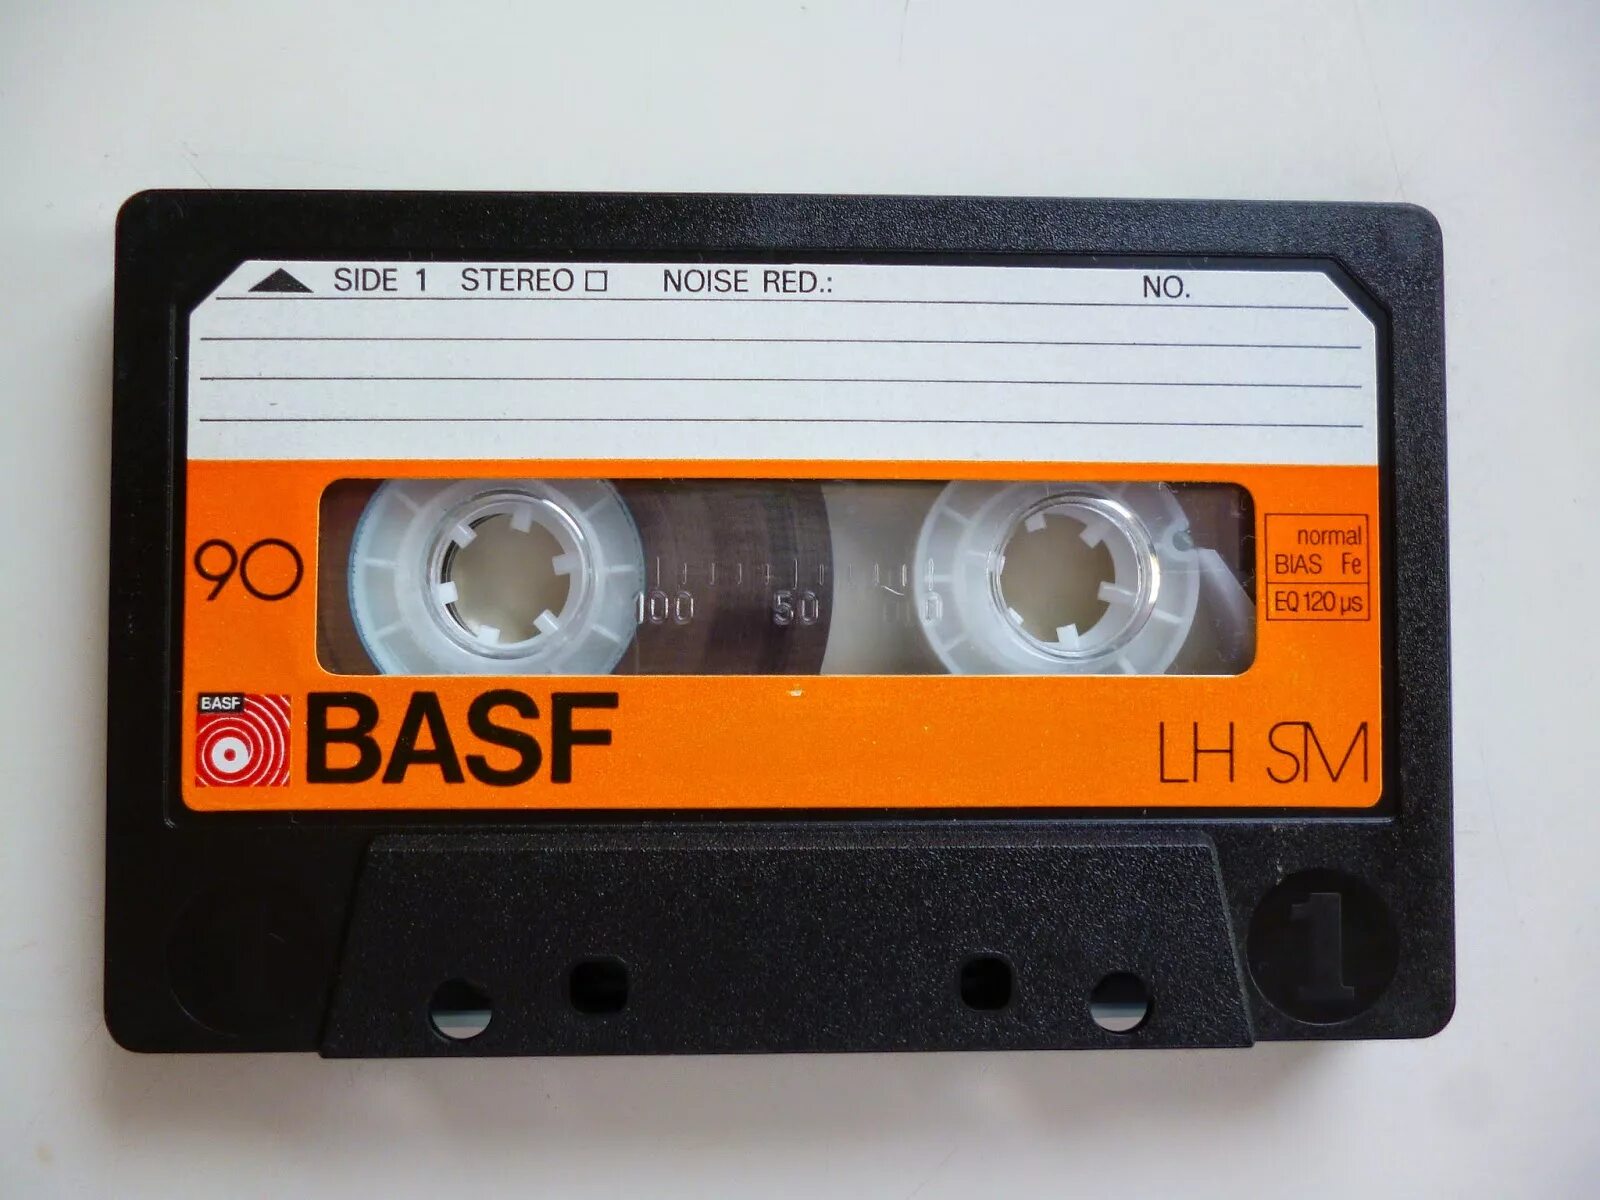 SIDE 1 STEREO NOISE RED.: NO.
90
normal
BIAS Fe
EQ 120 µs
100 50 0
BASF
BASF
LH SM
1